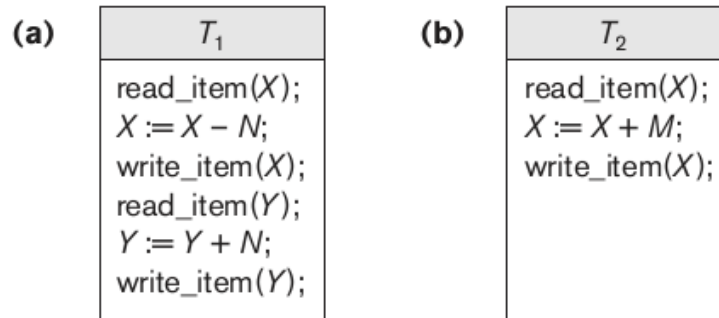 (a)
T1
read_item(X);
X := X – N;
write_item(X);
read_item(Y);
Y := Y + N;
write_item(Y);
(b)
T2
read_item(X);
X := X + M;
write_item(X);